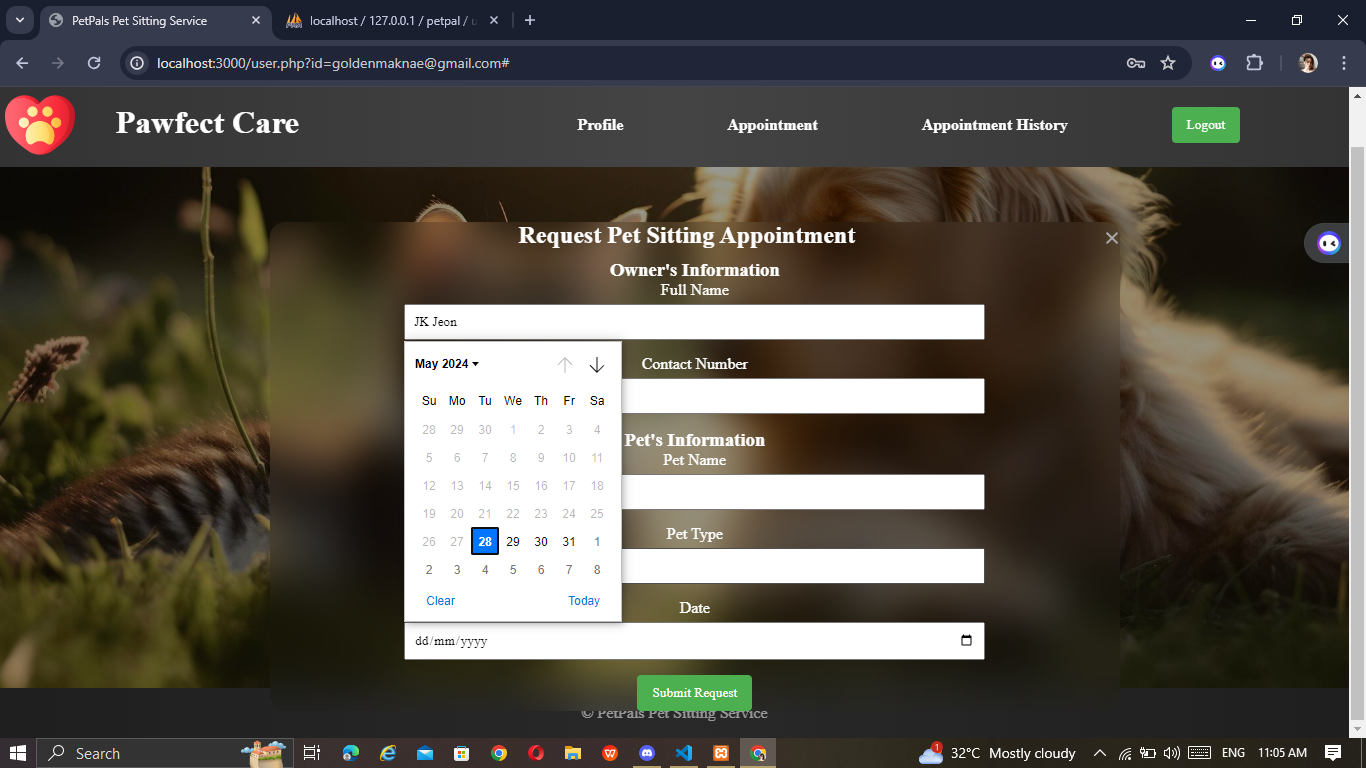 PetPals Pet Sitting Service
localhost / 127.0.0.1 / petpal / u
localhost:3000/user.php?id=goldenmaknae@gmail.com#
Pawfect Care
Profile
Appointment
Appointment History
Logout
Request Pet Sitting Appointment
Owner's Information
Full Name
JK Jeon
Contact Number
May 2024
Su Mo Tu We Th Fr Sa
28 29 30 1 2 3 4
5 6 7 8 9 10 11
12 13 14 15 16 17 18
19 20 21 22 23 24 25
26 27 28 29 30 31 1
2 3 4 5 6 7 8
Clear Today
Pet's Information
Pet Name
Pet Type
Date
dd/mm/yyyy
Submit Request
© PetPals Pet Sitting Service
Search
1
32°C Mostly cloudy
ENG
11:05 AM